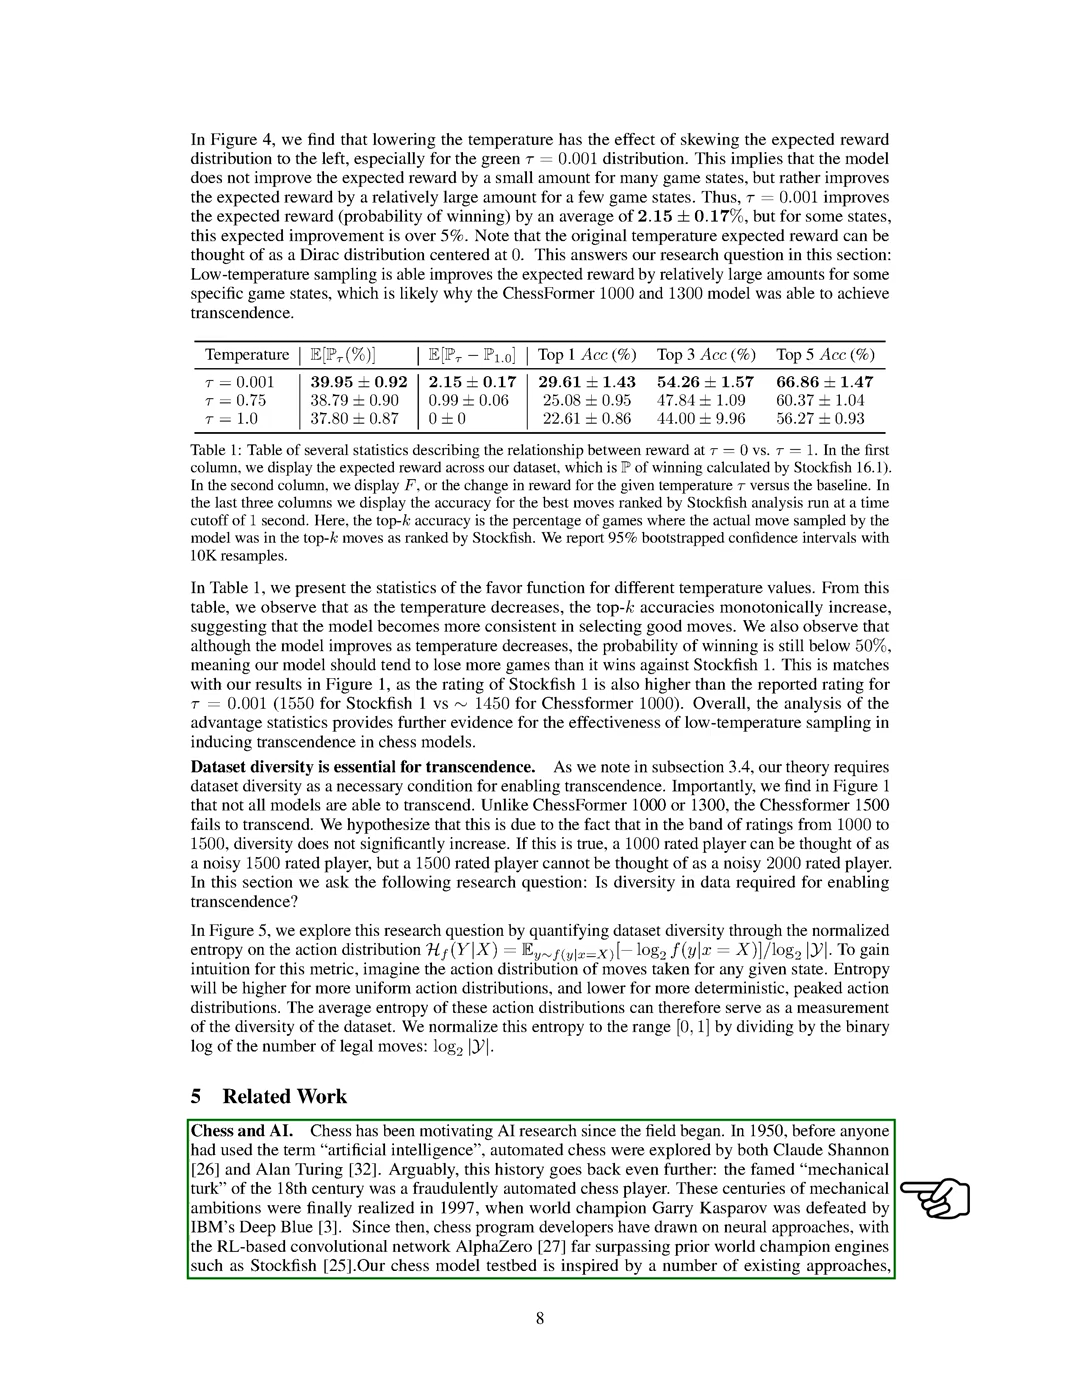 In Figure 4, we find that lowering the temperature has the effect of skewing the expected reward
distribution to the left, especially for the green τ = 0.001 distribution. This implies that the model
does not improve the expected reward by a small amount for many game states, but rather improves
the expected reward by a relatively large amount for a few game states. Thus, τ = 0.001 improves
the expected reward (probability of winning) by an average of 2.15 ± 0.17%, but for some states,
this expected improvement is over 5%. Note that the original temperature expected reward can be
thought of as a Dirac distribution centered at 0. This answers our research question in this section:
Low-temperature sampling is able improves the expected reward by relatively large amounts for some
specific game states, which is likely why the ChessFormer 1000 and 1300 model was able to achieve
transcendence.
Temperature | 𝔼[ℙτ(%)] | 𝔼[ℙτ − ℙ1.0] | Top 1 Acc (%) Top 3 Acc (%) Top 5 Acc (%)
τ = 0.001 39.95 ± 0.92 2.15 ± 0.17 29.61 ± 1.43 54.26 ± 1.57 66.86 ± 1.47
τ = 0.75 38.79 ± 0.90 0.99 ± 0.06 25.08 ± 0.95 47.84 ± 1.09 60.37 ± 1.04
τ = 1.0 37.80 ± 0.87 0 ± 0 22.61 ± 0.86 44.00 ± 9.96 56.27 ± 0.93
Table 1: Table of several statistics describing the relationship between reward at τ = 0 vs. τ = 1. In the first
column, we display the expected reward across our dataset, which is ℙ of winning calculated by Stockfish 16.1).
In the second column, we display F, or the change in reward for the given temperature τ versus the baseline. In
the last three columns we display the accuracy for the best moves ranked by Stockfish analysis run at a time
cutoff of 1 second. Here, the top-k accuracy is the percentage of games where the actual move sampled by the
model was in the top-k moves as ranked by Stockfish. We report 95% bootstrapped confidence intervals with
10K resamples.
In Table 1, we present the statistics of the favor function for different temperature values. From this
table, we observe that as the temperature decreases, the top-k accuracies monotonically increase,
suggesting that the model becomes more consistent in selecting good moves. We also observe that
although the model improves as temperature decreases, the probability of winning is still below 50%,
meaning our model should tend to lose more games than it wins against Stockfish 1. This is matches
with our results in Figure 1, as the rating of Stockfish 1 is also higher than the reported rating for
τ = 0.001 (1550 for Stockfish 1 vs ∼ 1450 for Chessformer 1000). Overall, the analysis of the
advantage statistics provides further evidence for the effectiveness of low-temperature sampling in
inducing transcendence in chess models.
Dataset diversity is essential for transcendence. As we note in subsection 3.4, our theory requires
dataset diversity as a necessary condition for enabling transcendence. Importantly, we find in Figure 1
that not all models are able to transcend. Unlike ChessFormer 1000 or 1300, the Chessformer 1500
fails to transcend. We hypothesize that this is due to the fact that in the band of ratings from 1000 to
1500, diversity does not significantly increase. If this is true, a 1000 rated player can be thought of as
a noisy 1500 rated player, but a 1500 rated player cannot be thought of as a noisy 2000 rated player.
In this section we ask the following research question: Is diversity in data required for enabling
transcendence?
In Figure 5, we explore this research question by quantifying dataset diversity through the normalized
entropy on the action distribution ℋf(Y|X) = 𝔼y∼f(y|x=X)[− log2 f(y|x = X)]/log2 |𝒴|. To gain
intuition for this metric, imagine the action distribution of moves taken for any given state. Entropy
will be higher for more uniform action distributions, and lower for more deterministic, peaked action
distributions. The average entropy of these action distributions can therefore serve as a measurement
of the diversity of the dataset. We normalize this entropy to the range [0, 1] by dividing by the binary
log of the number of legal moves: log2 |𝒴|.
5 Related Work
Chess and AI. Chess has been motivating AI research since the field began. In 1950, before anyone
had used the term “artificial intelligence”, automated chess were explored by both Claude Shannon
[26] and Alan Turing [32]. Arguably, this history goes back even further: the famed “mechanical
turk” of the 18th century was a fraudulently automated chess player. These centuries of mechanical
ambitions were finally realized in 1997, when world champion Garry Kasparov was defeated by
IBM’s Deep Blue [3]. Since then, chess program developers have drawn on neural approaches, with
the RL-based convolutional network AlphaZero [27] far surpassing prior world champion engines
such as Stockfish [25].Our chess model testbed is inspired by a number of existing approaches,
8